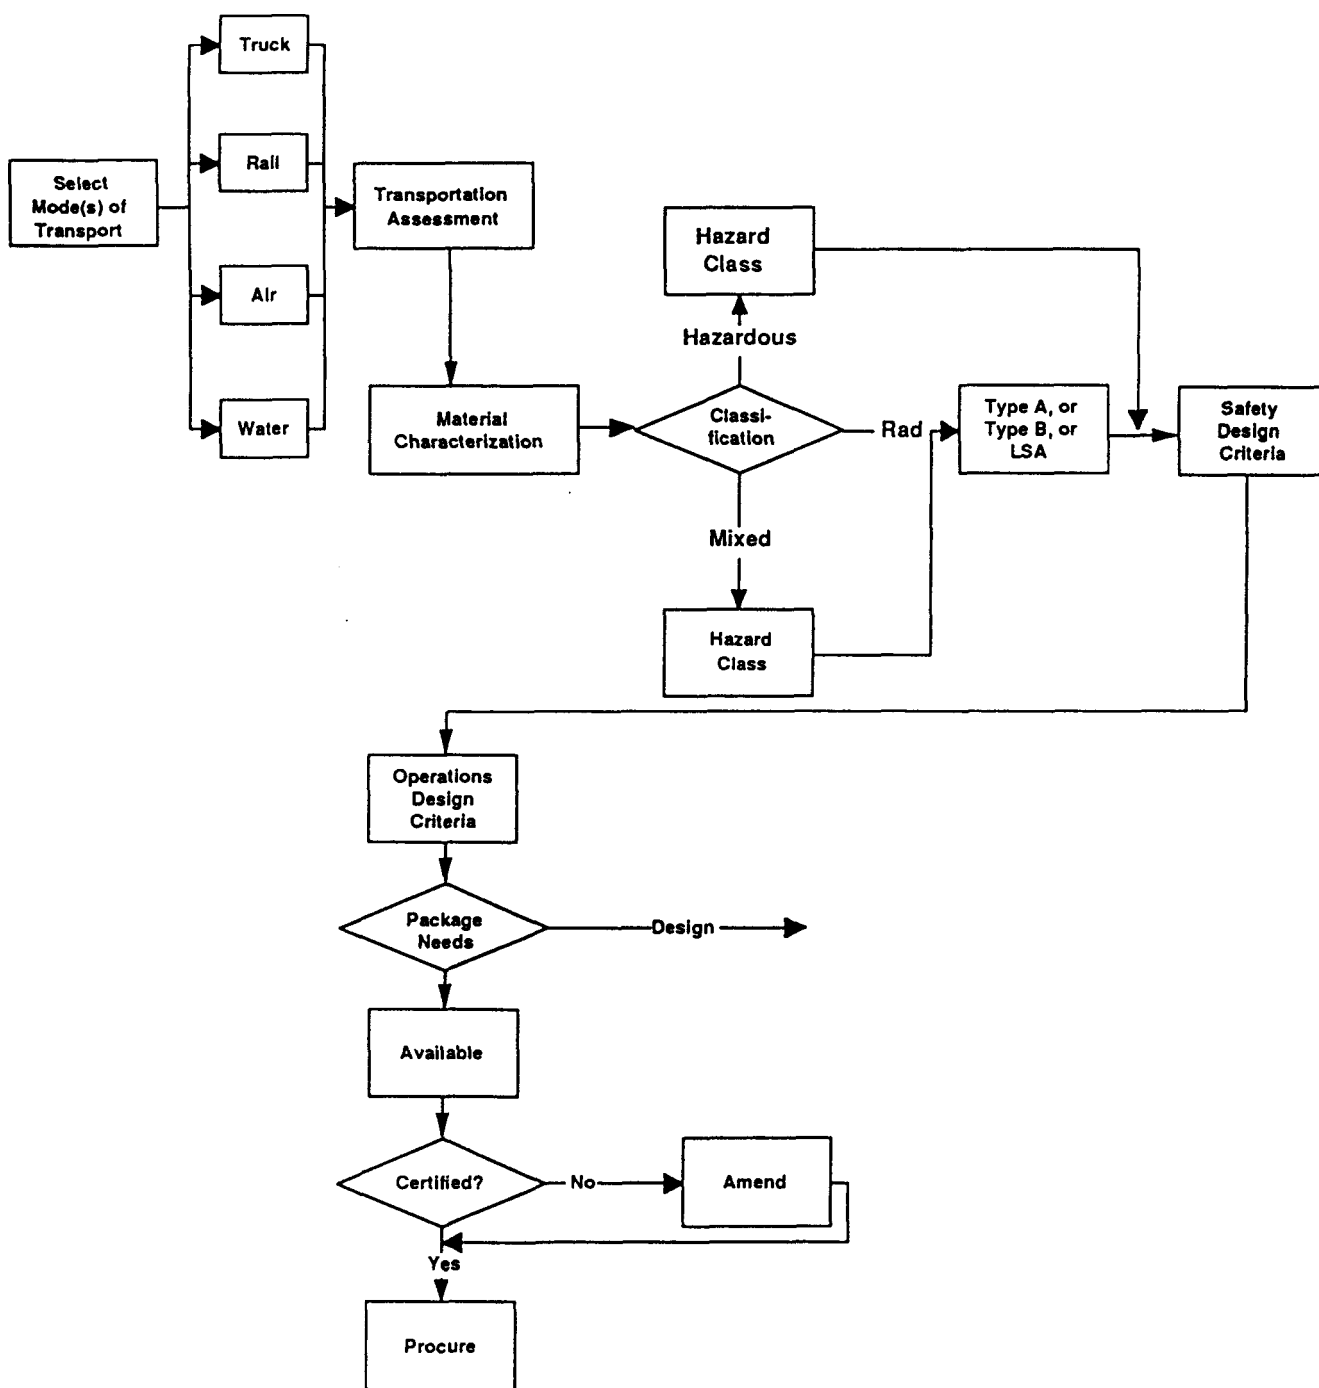 Truck
Rail
Select
Mode(s) of
Transport
Transportation
Assessment
Air
Water
Hazard
Class
Hazardous
Material
Characterization
Classi-
fication
Rad
Type A, or
Type B, or
LSA
Safety
Design
Criteria
Mixed
Hazard
Class
Operations
Design
Criteria
Package
Needs
Design
Available
Certified?
No
Amend
Yes
Procure